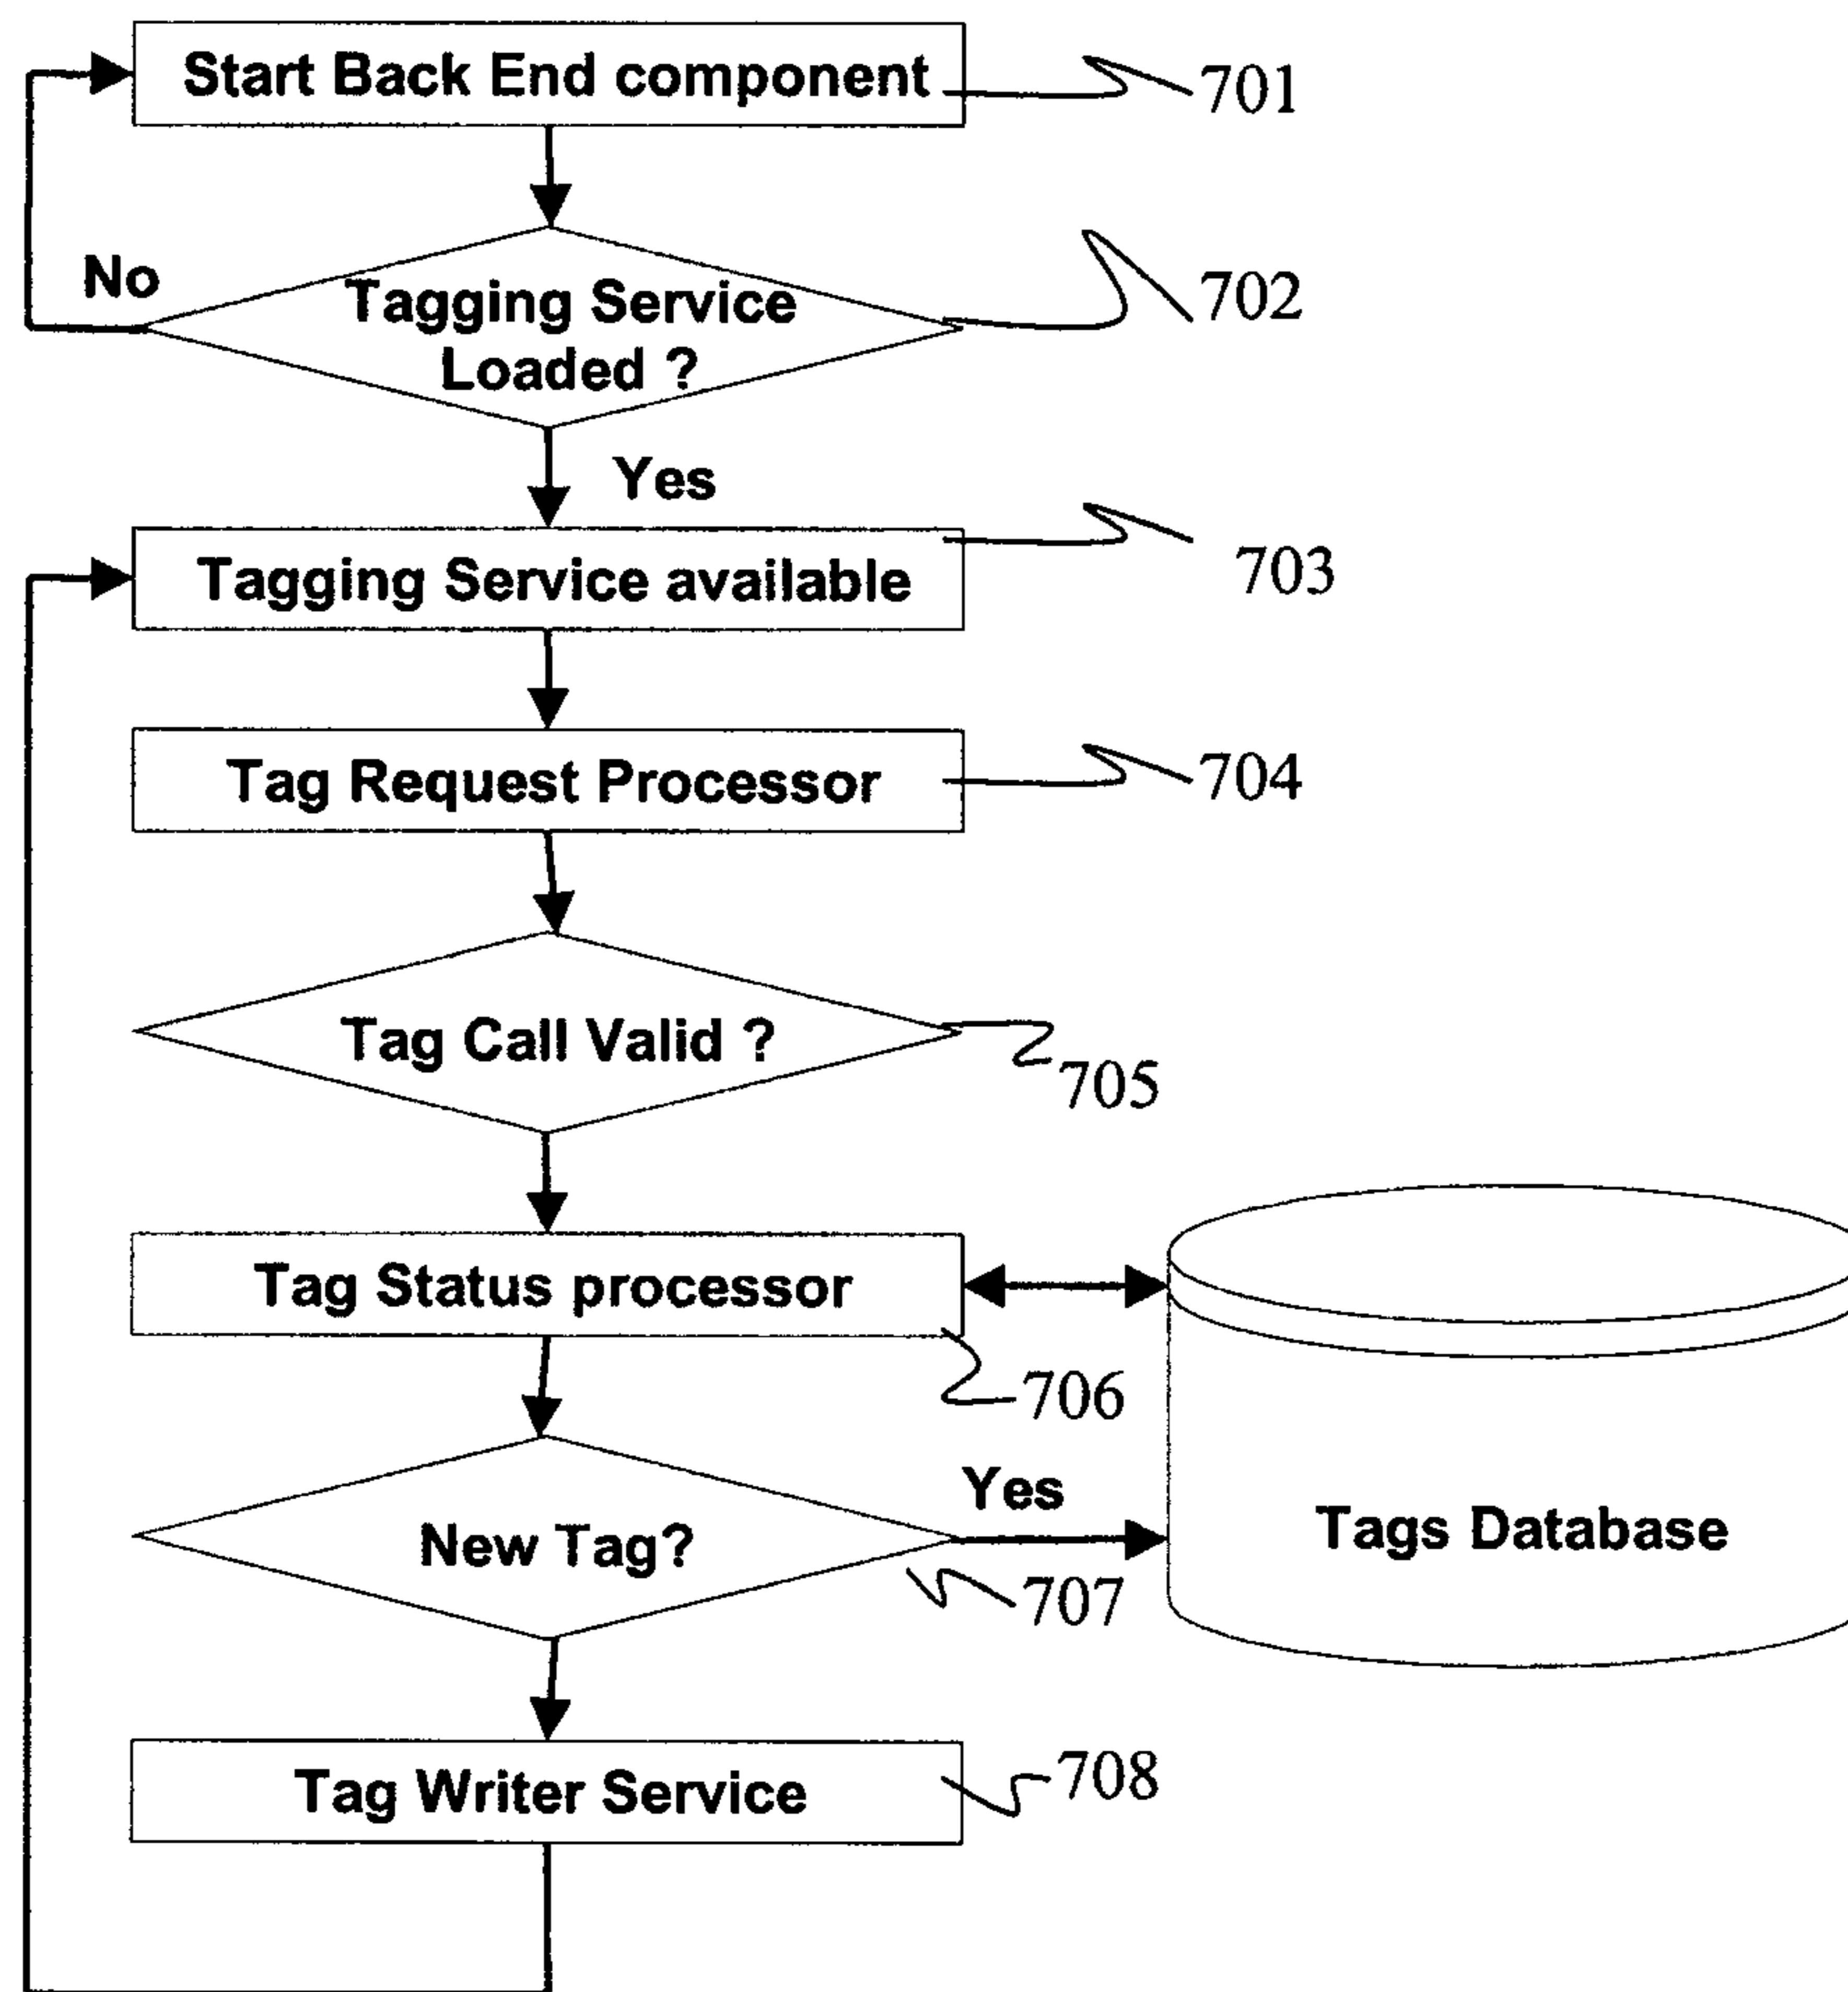 Start Back End component
701
No
Tagging Service
Loaded ?
702
Yes
Tagging Service available
703
Tag Request Processor
704
Tag Call Valid ?
705
Tag Status processor
706
Yes
New Tag?
Tags Database
707
Tag Writer Service
708